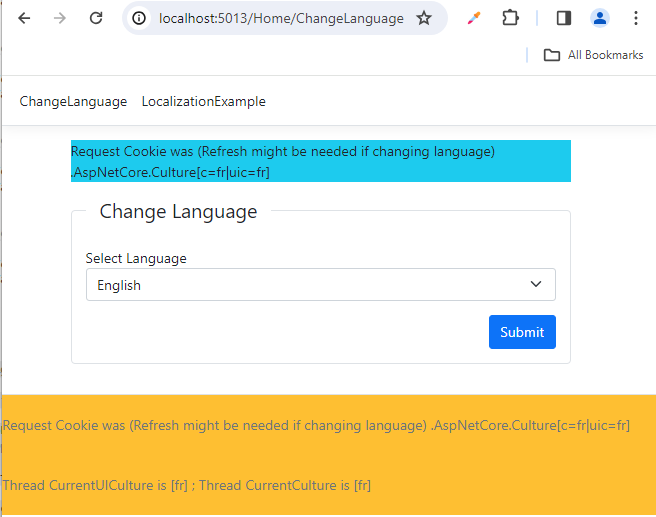 localhost:5013/Home/ChangeLanguage
All Bookmarks
ChangeLanguage LocalizationExample
Request Cookie was (Refresh might be needed if changing language)
.AspNetCore.Culture[c=fr|uic=fr]
Change Language
Select Language
English
Submit
Request Cookie was (Refresh might be needed if changing language) .AspNetCore.Culture[c=fr|uic=fr]
Thread CurrentUICulture is [fr] ; Thread CurrentCulture is [fr]